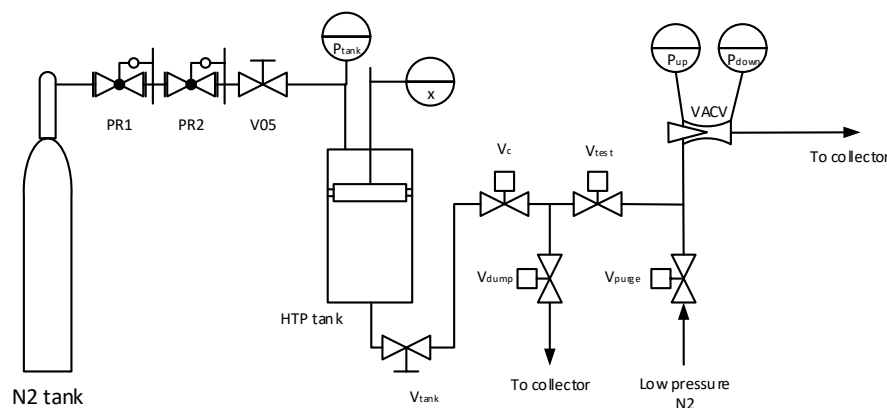 Ptank
Pup
Pdown
x
VACV
PR1
PR2
V05
Vc
Vtest
To collector
Vdump
Vpurge
HTP tank
To collector
Low pressure
N2
Vtank
N2 tank